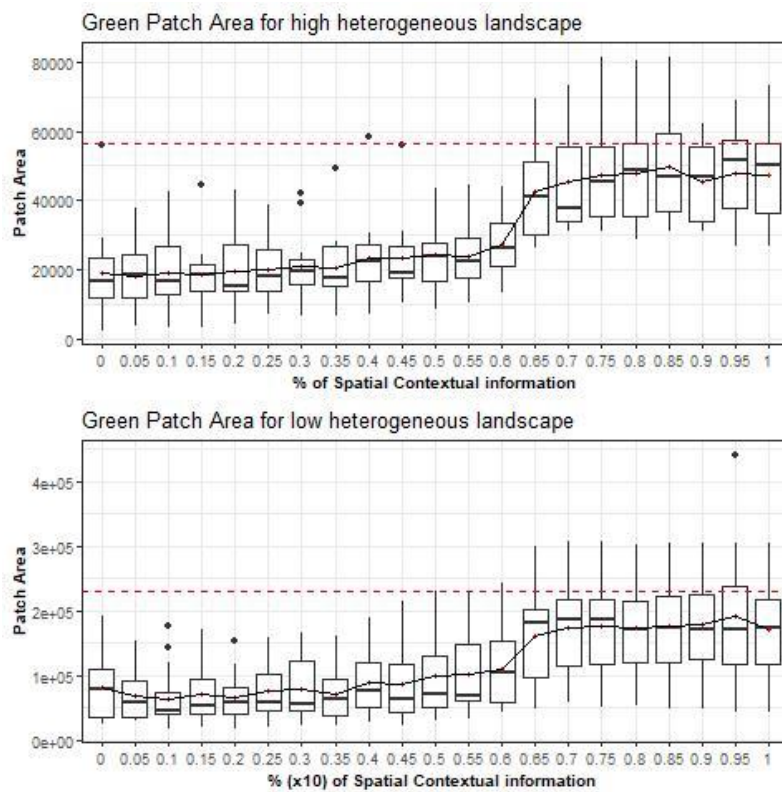 Green Patch Area for high heterogeneous landscape
80000
60000
40000
20000
0
Patch Area
0 0.05 0.1 0.15 0.2 0.25 0.3 0.35 0.4 0.45 0.5 0.55 0.6 0.65 0.7 0.75 0.8 0.85 0.9 0.95 1
% of Spatial Contextual information
Green Patch Area for low heterogeneous landscape
4e+05
3e+05
2e+05
1e+05
0e+00
Patch Area
0 0.05 0.1 0.15 0.2 0.25 0.3 0.35 0.4 0.45 0.5 0.55 0.6 0.65 0.7 0.75 0.8 0.85 0.9 0.95 1
% (x10) of Spatial Contextual information